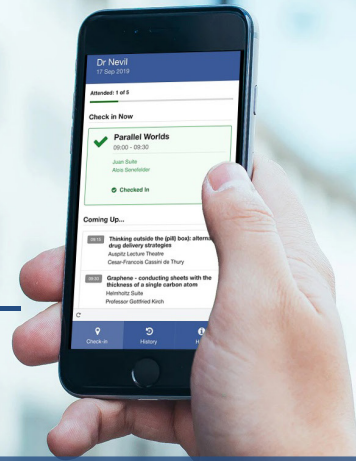 Dr Nevil
17 Sep 2019
Attended: 1 of 5
Check in Now
Parallel Worlds
09:00 - 09:30
Juan Suite
Alois Senefelder
Checked in
Coming Up...
Thinking outside the (pill) box):
drug delivery strategies
Auspitz Lecture Theatre
Cesar-Francois Cassini de Thury
Graphene - conducting sheets with the
thickness of a single carbon atom
Helmholtz Suite
Professor Gottfried Kirch
Check-in
History